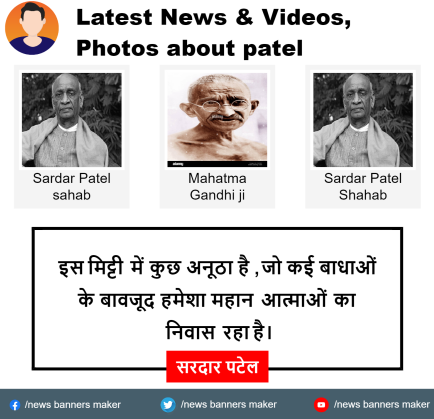 Latest News & Videos,
Photos about patel
Sardar Patel
sahab
Mahatma
Gandhi ji
Sardar Patel
Shahab
इस मिट्टी में कुछ अनूठा है ,जो कई बाधाओं
के बावजूद हमेशा महान आत्माओं का
निवास रहा है।
सरदार पटेल
/news banners maker
/news banners maker
/news banners maker